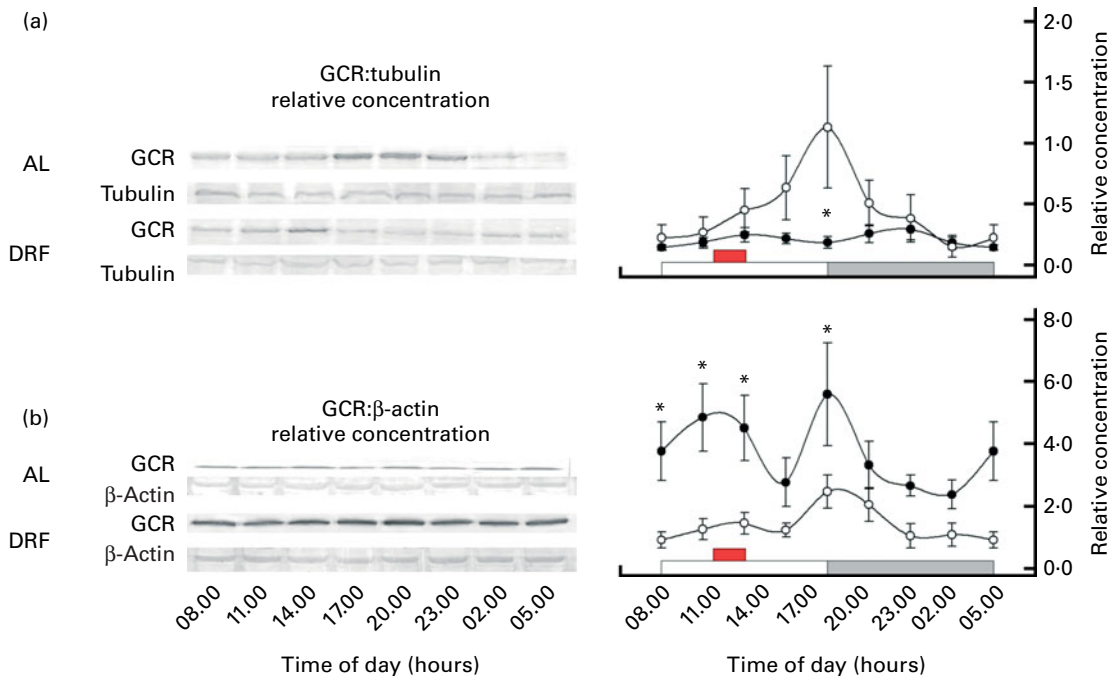 (a)
GCR:tubulin
relative concentration
AL
GCR
Tubulin
DRF
GCR
Tubulin
2·0
1·5
1·0
0·5
0·0
Relative concentration
*
(b)
GCR:β-actin
relative concentration
AL
GCR
β-Actin
DRF
GCR
β-Actin
08.00 11.00 14.00 17.00 20.00 23.00 02.00 05.00
Time of day (hours)
8·0
6·0
4·0
2·0
0·0
Relative concentration
* * * *
08.00 11.00 14.00 17.00 20.00 23.00 02.00 05.00
Time of day (hours)